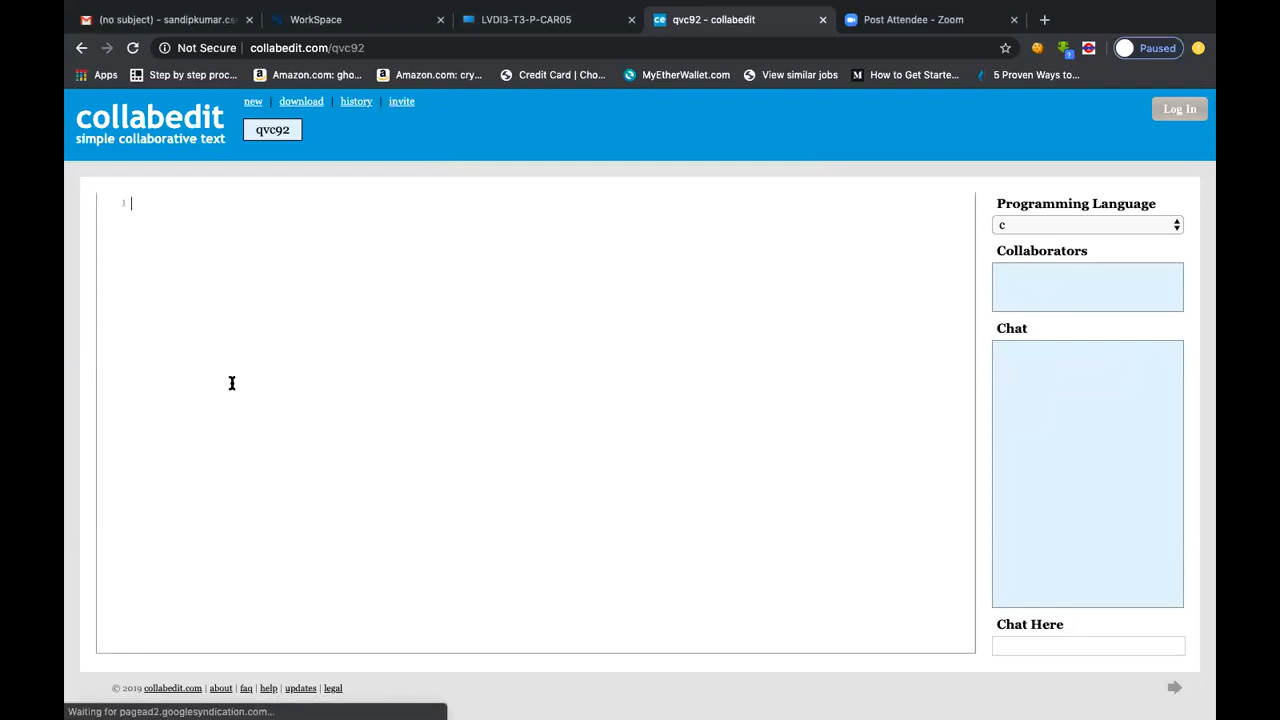 (no subject) - sandipkumar.cs
WorkSpace
LVDI3-T3-P-CAR05
ce qvc92 - collabedit
Post Attendee - Zoom
Not Secure | collabedit.com/qvc92
Paused
Apps
Step by step proc...
Amazon.com: gho...
Amazon.com: cry...
Credit Card | Cho...
MyEtherWallet.com
View similar jobs
M How to Get Starte...
5 Proven Ways to...
collabedit
simple collaborative text
new | download | history | invite
qvc92
Log In
1
Programming Language
c
Collaborators
Chat
Chat Here
© 2019 collabedit.com | about | faq | help | updates | legal
Waiting for pagead2.googlesyndication.com...